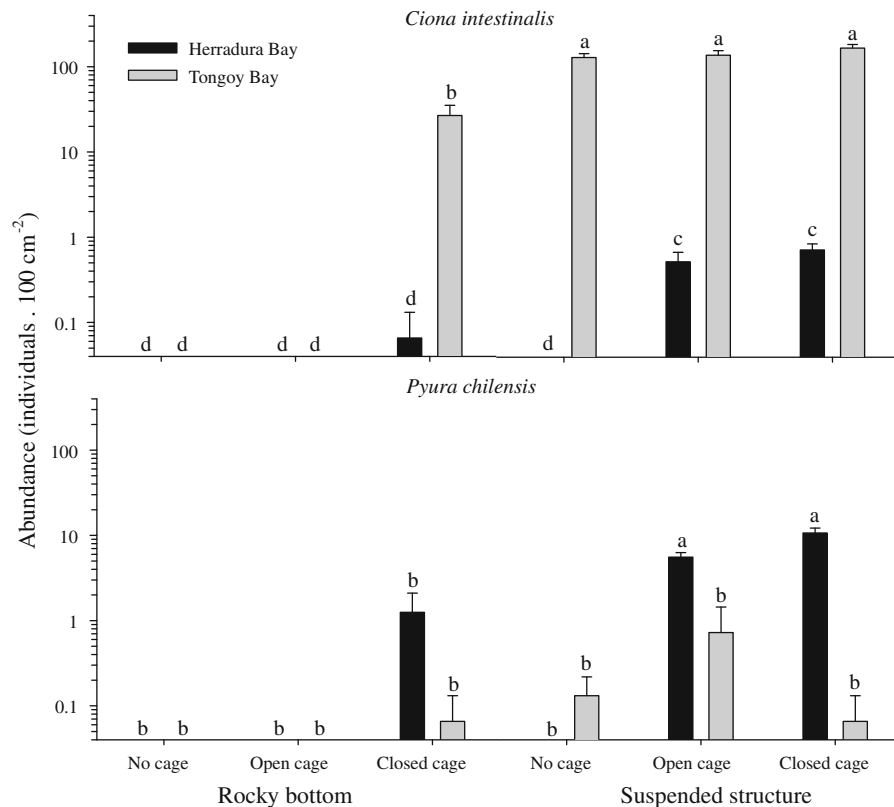 Ciona intestinalis
Herradura Bay
Tongoy Bay
100
10
1
0.1
d d d d d b d a c a c a
Pyura chilensis
100
10
1
0.1
b b b b b b b b a b a b
No cage Open cage Closed cage No cage Open cage Closed cage
Rocky bottom Suspended structure
Abundance (individuals . 100 cm⁻²)